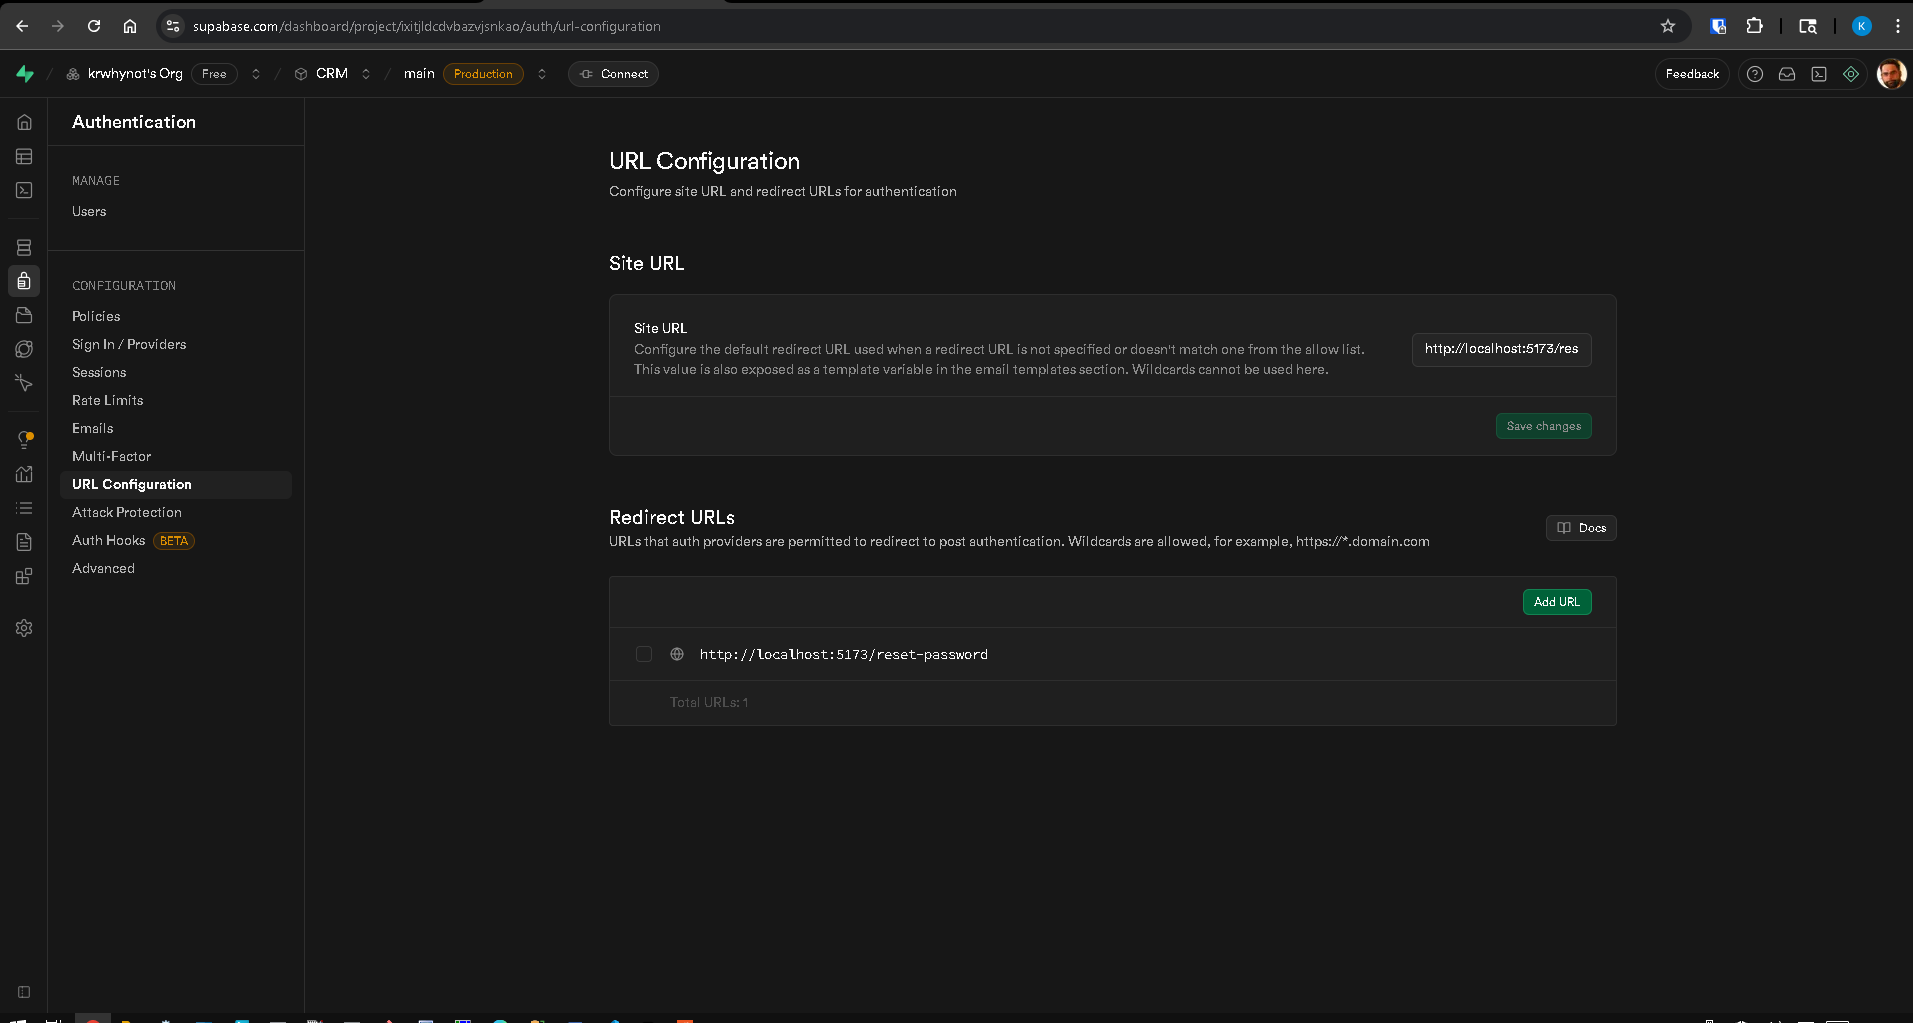 supabase.com/dashboard/project/ixitjldcdvbazvjsnkao/auth/url-configuration
K
krwhynot's Org Free CRM main Production Connect
Feedback
Authentication
MANAGE
Users
CONFIGURATION
Policies
Sign In / Providers
Sessions
Rate Limits
Emails
Multi-Factor
URL Configuration
Attack Protection
Auth Hooks BETA
Advanced
URL Configuration
Configure site URL and redirect URLs for authentication
Site URL
Site URL
Configure the default redirect URL used when a redirect URL is not specified or doesn't match one from the allow list.
This value is also exposed as a template variable in the email templates section. Wildcards cannot be used here.
http://localhost:5173/res
Save changes
Redirect URLs
URLs that auth providers are permitted to redirect to post authentication. Wildcards are allowed, for example, https://*.domain.com
Docs
Add URL
http://localhost:5173/reset-password
Total URLs: 1